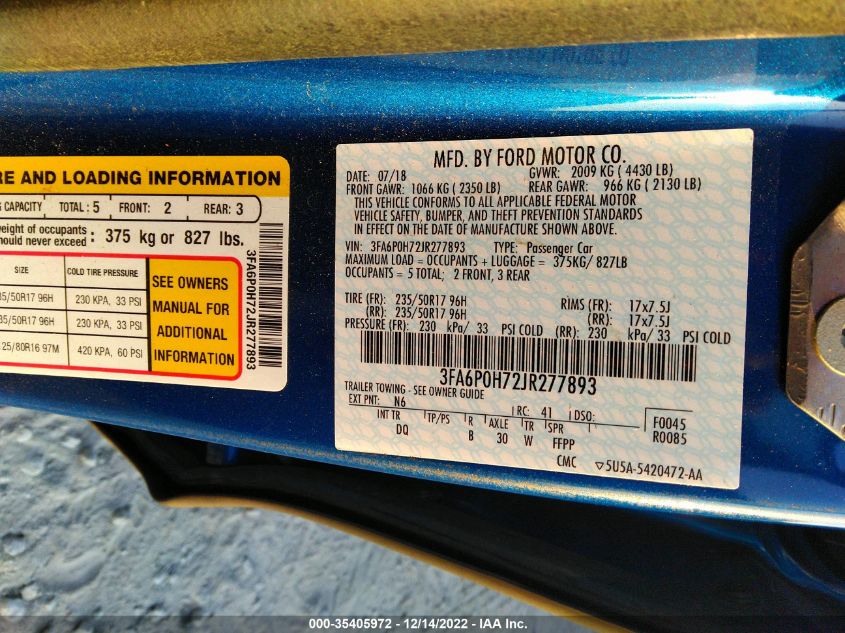 RE AND LOADING INFORMATION
CAPACITY TOTAL: 5 FRONT: 2 REAR: 3
weight of occupants
should never exceed: 375 kg or 827 lbs.
SIZE COLD TIRE PRESSURE
35/50R17 96H 230 KPA, 33 PSI
35/50R17 96H 230 KPA, 33 PSI
25/80R16 97M 420 KPA, 60 PSI
SEE OWNERS
MANUAL FOR
ADDITIONAL
INFORMATION
3FA6P0H72JR277893
MFD. BY FORD MOTOR CO.
DATE: 07/18 GVWR: 2009 KG ( 4430 LB)
FRONT GAWR: 1066 KG ( 2350 LB) REAR GAWR: 966 KG ( 2130 LB)
THIS VEHICLE CONFORMS TO ALL APPLICABLE FEDERAL MOTOR
VEHICLE SAFETY, BUMPER, AND THEFT PREVENTION STANDARDS
IN EFFECT ON THE DATE OF MANUFACTURE SHOWN ABOVE.
VIN: 3FA6P0H72JR277893 TYPE: Passenger Car
MAXIMUM LOAD = OCCUPANTS + LUGGAGE = 375KG/ 827LB
OCCUPANTS = 5 TOTAL; 2 FRONT, 3 REAR
TIRE (FR): 235/50R17 96H RIMS (FR): 17x7.5J
(RR): 235/50R17 96H (RR): 17x7.5J
PRESSURE (FR): 230 kPa/ 33 PSI COLD (RR): 230 kPa/ 33 PSI COLD
3FA6P0H72JR277893
TRAILER TOWING - SEE OWNER GUIDE
EXT PNT: N6 RC: 41 DSO: F0045
INT TR TP/PS R AXLE TR SPR R0085
DQ B 30 W FFPP
CMC ▽5U5A-5420472-AA
000-35405972 - 12/14/2022 - IAA Inc.